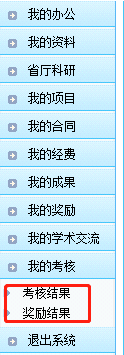 我的办公
我的资料
省厅科研
我的项目
我的合同
我的经费
我的成果
我的奖励
我的学术交流
我的考核
考核结果
奖励结果
退出系统